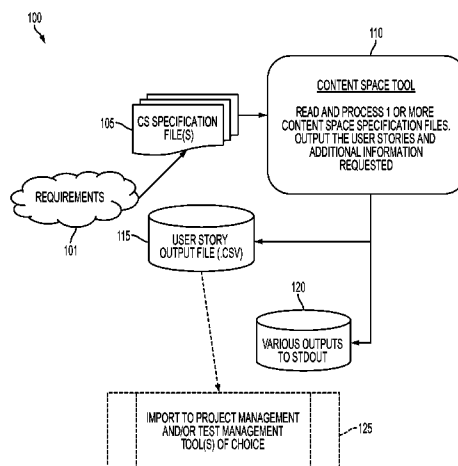 100
110
CONTENT SPACE TOOL
READ AND PROCESS 1 OR MORE
CONTENT SPACE SPECIFICATION FILES.
OUTPUT THE USER STORIES AND
ADDITIONAL INFORMATION
REQUESTED
105
CS SPECIFICATION
FILE(S)
REQUIREMENTS
101
115
USER STORY
OUTPUT FILE (.CSV)
120
VARIOUS OUTPUTS
TO STDOUT
IMPORT TO PROJECT MANAGEMENT
AND/OR TEST MANAGEMENT
TOOL(S) OF CHOICE
125